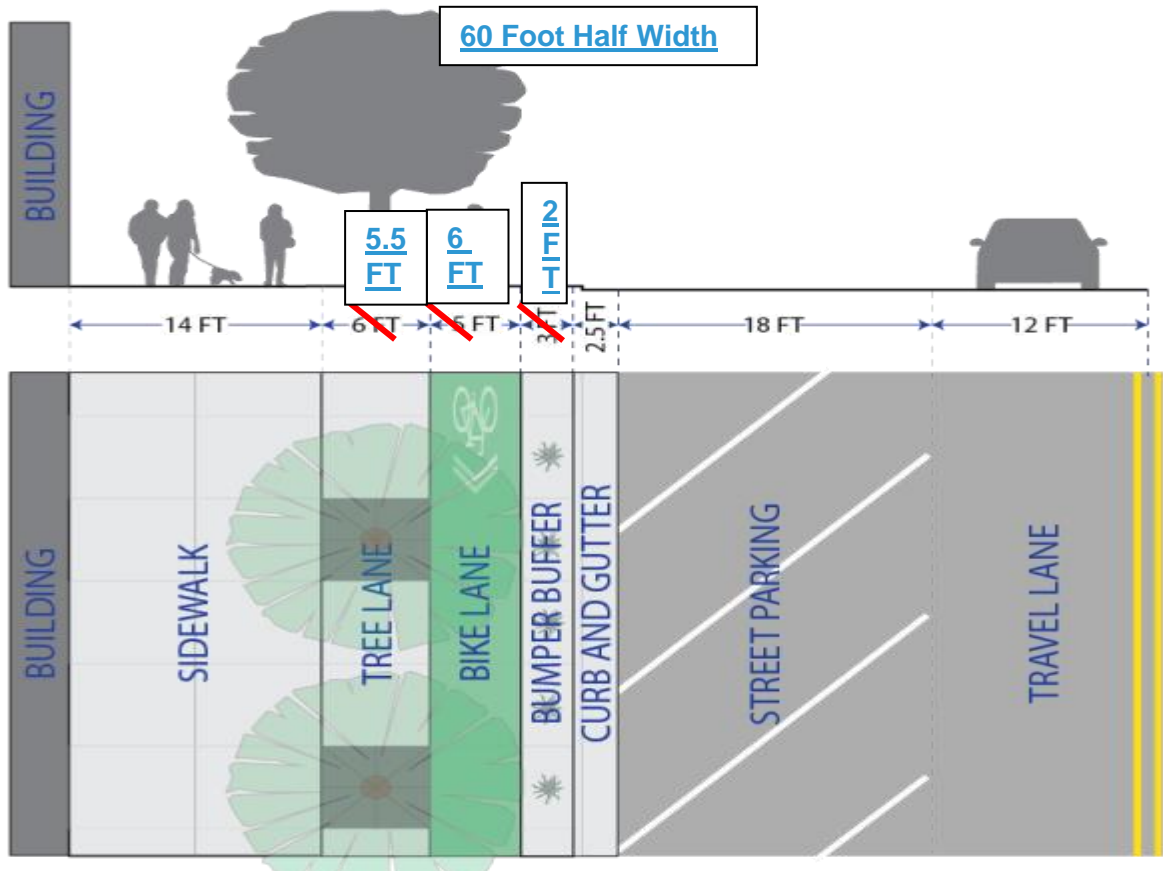 60 Foot Half Width
BUILDING
5.5
FT
6
FT
2
F
T
14 FT
6 FT
5 FT
3 FT
2.5 FT
18 FT
12 FT
BUILDING
SIDEWALK
TREE LANE
BIKE LANE
BUMPER BUFFER
CURB AND GUTTER
STREET PARKING
TRAVEL LANE